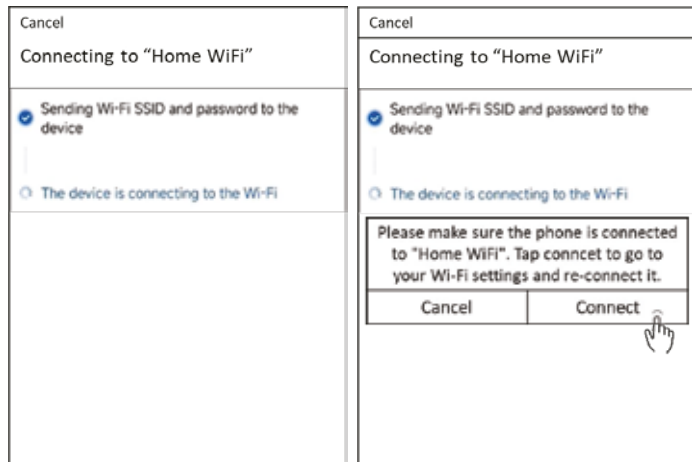 Cancel
Connecting to “Home WiFi”
Sending Wi-Fi SSID and password to the
device
The device is connecting to the Wi-Fi
Cancel
Connecting to “Home WiFi”
Sending Wi-Fi SSID and password to the
device
The device is connecting to the Wi-Fi
Please make sure the phone is connected
to "Home WiFi". Tap conncet to go to
your Wi-Fi settings and re-connect it.
Cancel
Connect